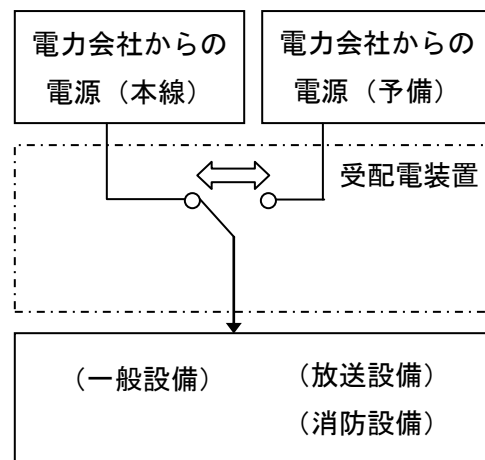 電力会社からの
電源（本線）
電力会社からの
電源（予備）
受配電装置
（一般設備）
（放送設備）
（消防設備）